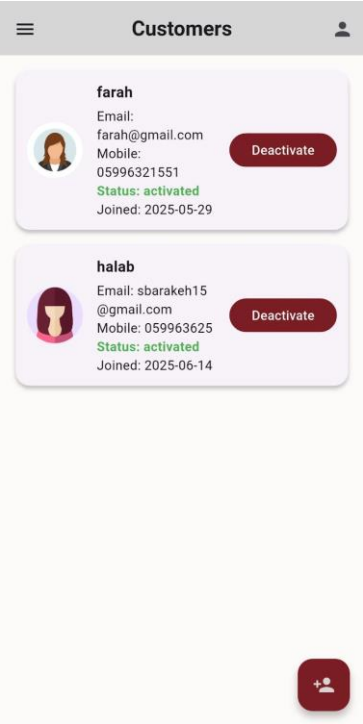 Customers
farah
Email:
farah@gmail.com
Mobile:
05996321551
Status: activated
Joined: 2025-05-29
Deactivate
halab
Email: sbarakeh15
@gmail.com
Mobile: 059963625
Status: activated
Joined: 2025-06-14
Deactivate